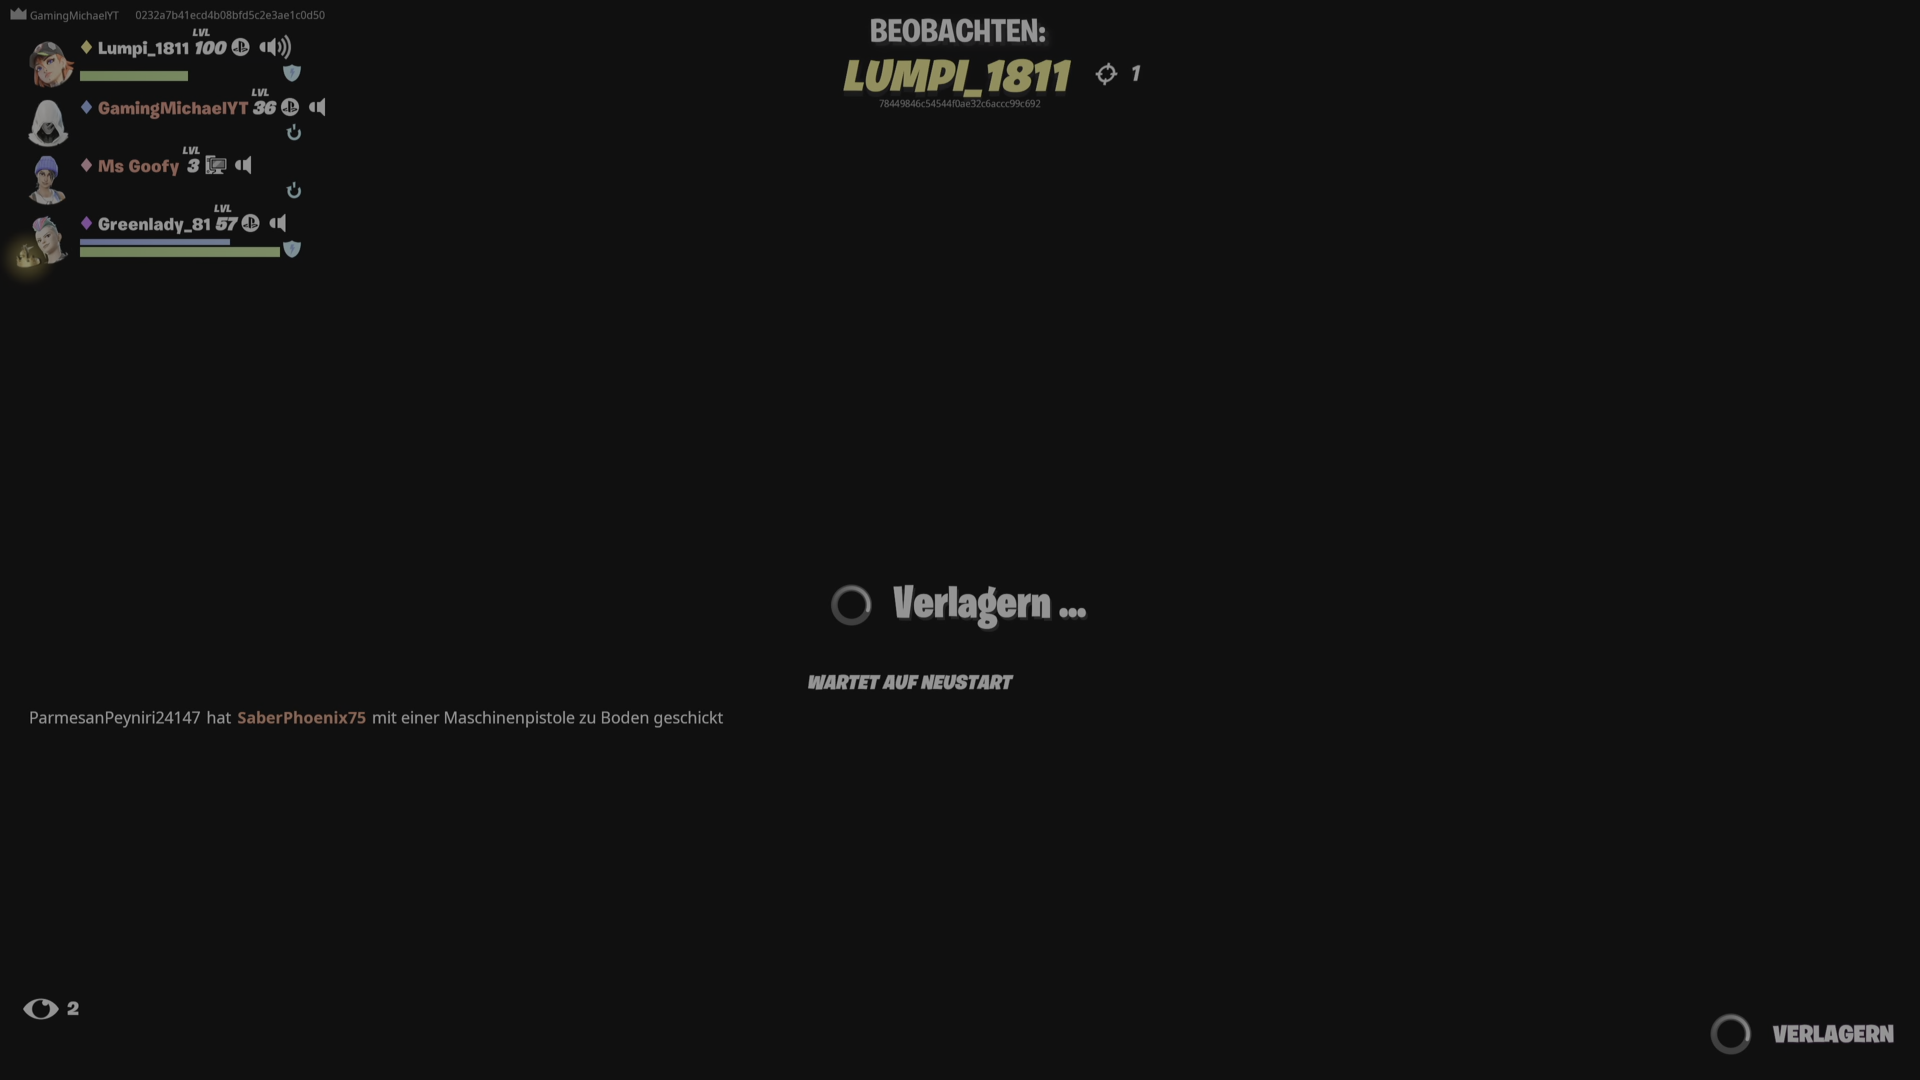 GamingMichaelYT 0232a7b41ecd4b08bfd5c2e3ae1c0d50
Lumpi_1811 LVL 100
GamingMichaelYT LVL 36
Ms Goofy LVL 3
Greenlady_81 LVL 57
BEOBACHTEN:
LUMPI_1811 1
78449846c54544f0ae32c6accc99c692
Verlagern ...
WARTET AUF NEUSTART
ParmesanPeyniri24147 hat SaberPhoenix75 mit einer Maschinenpistole zu Boden geschickt
2
VERLAGERN